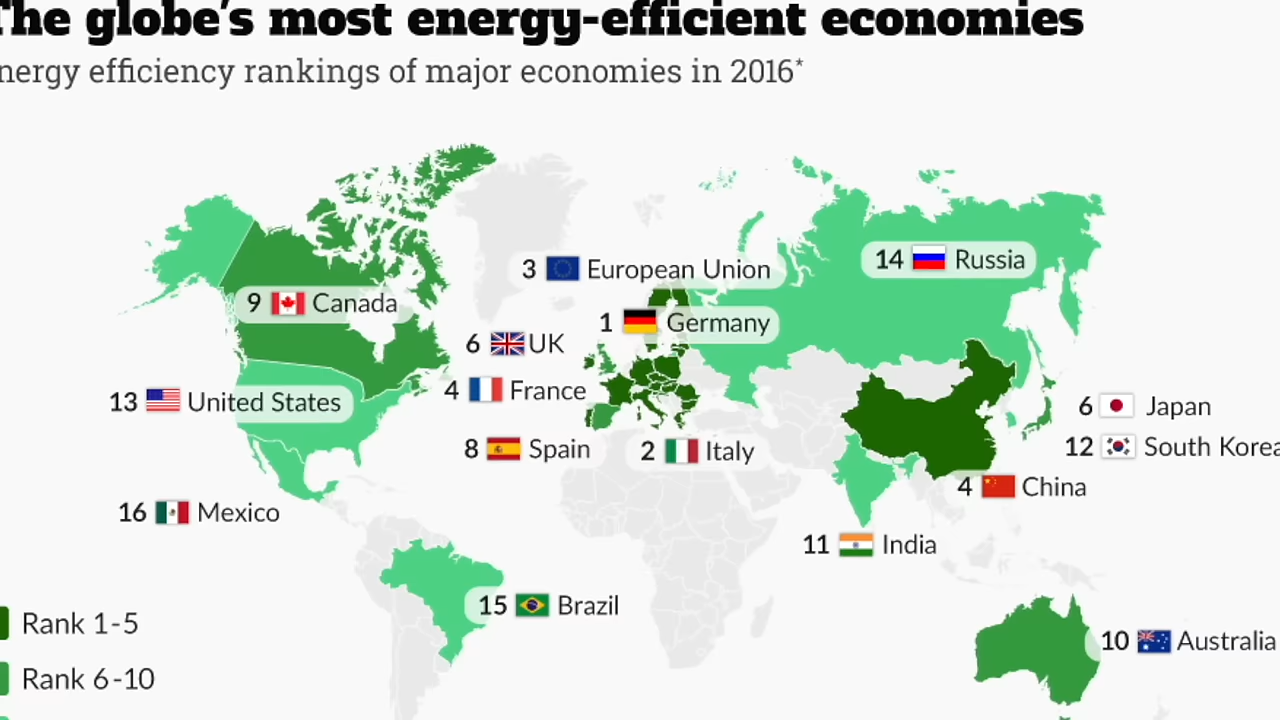 The globe's most energy-efficient economies
nergy efficiency rankings of major economies in 2016*
14 Russia
3 European Union
9 Canada
1 Germany
6 UK
4 France
13 United States
6 Japan
8 Spain
2 Italy
12 South Korea
4 China
16 Mexico
11 India
15 Brazil
Rank 1-5
10 Australia
Rank 6-10